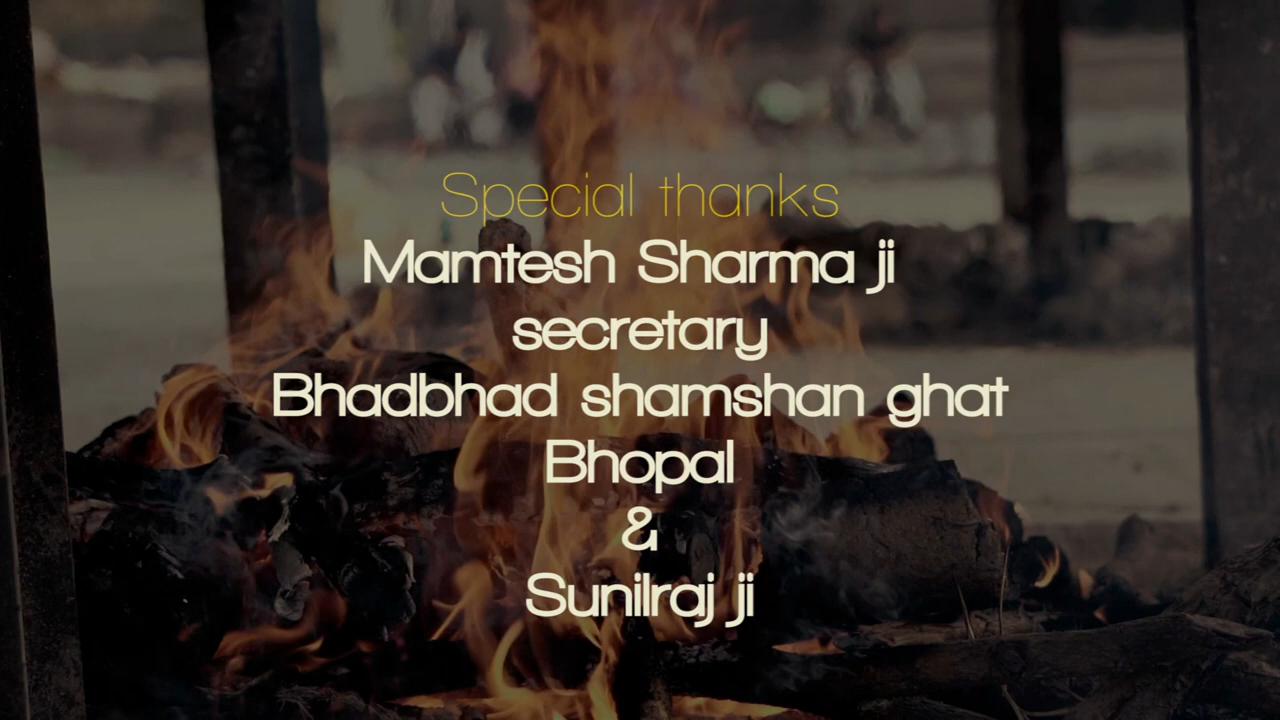 Special thanks
Mamtesh Sharma ji
secretary
Bhadbhad shamshan ghat
Bhopal
&
Sunilraj ji